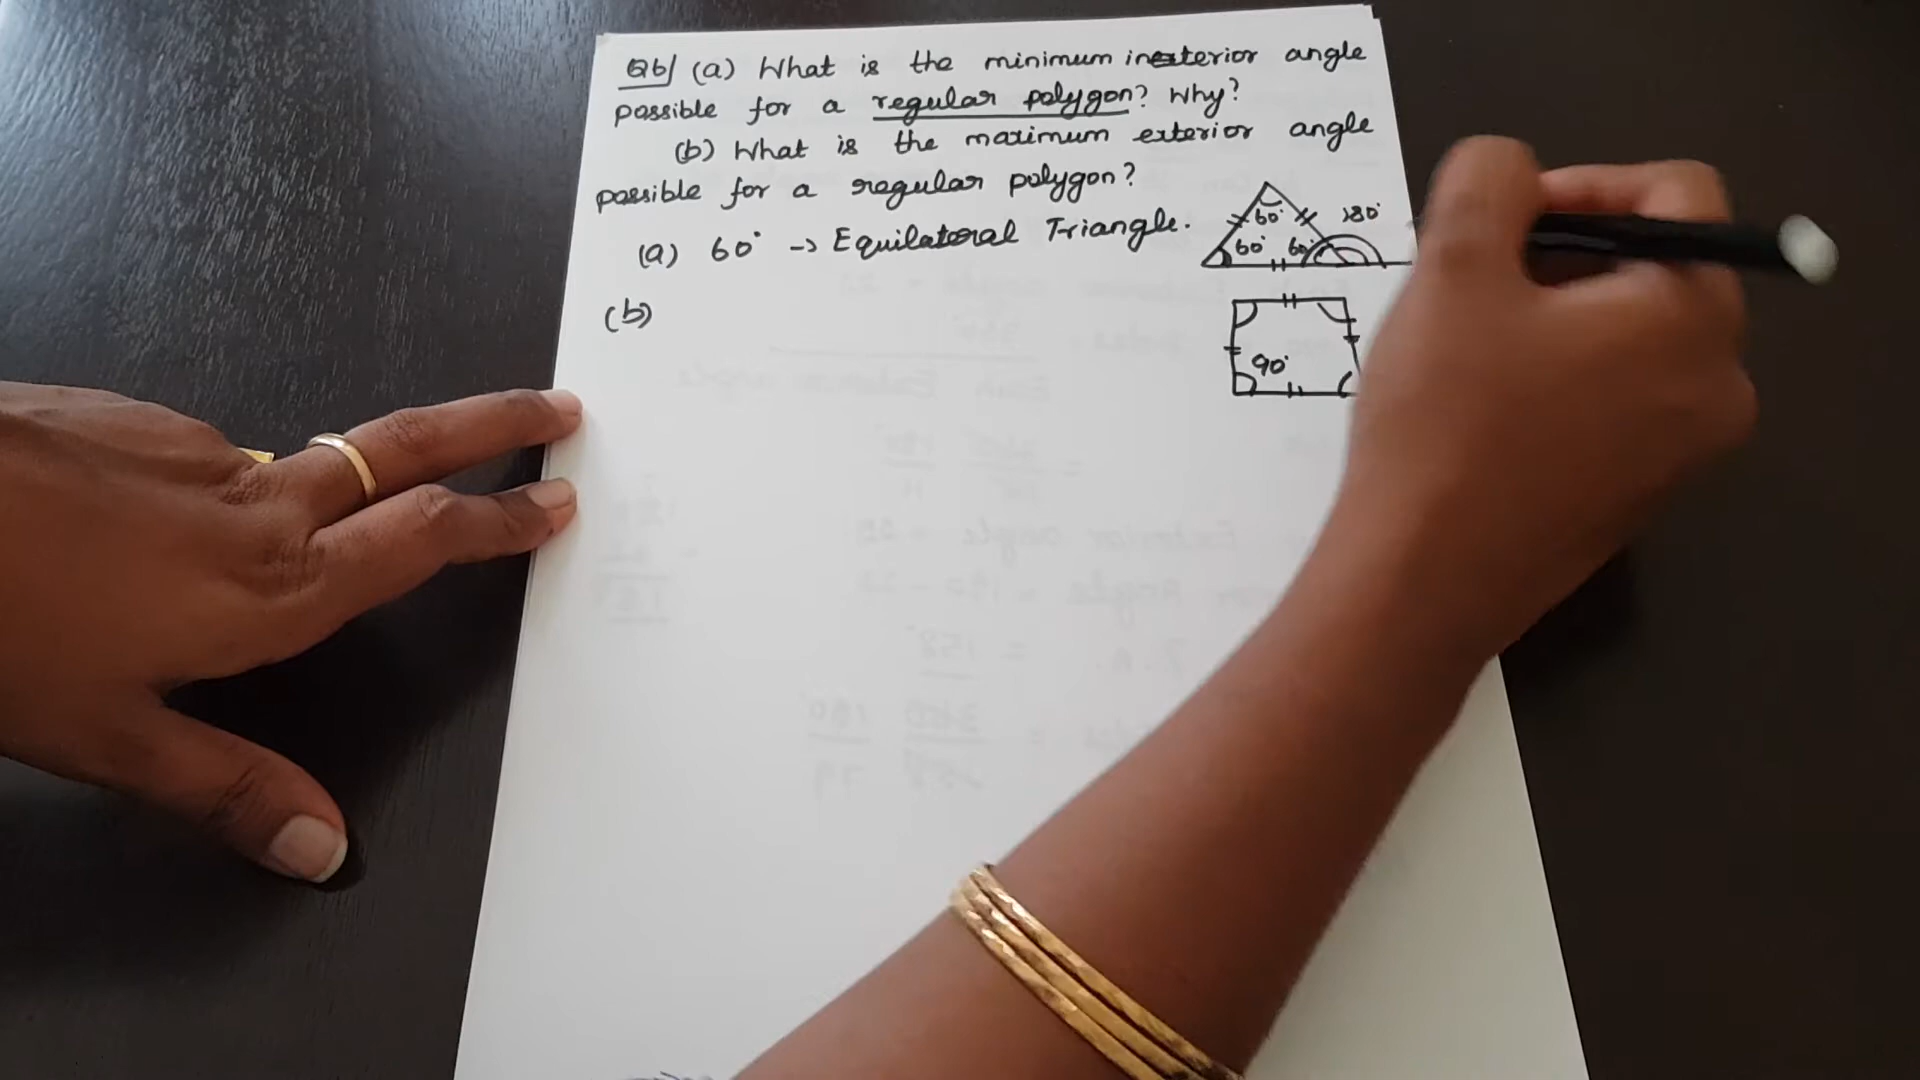 Q6/ (a) What is the minimum interior angle
possible for a regular polygon? Why?
(b) What is the maximum exterior angle
possible for a regular polygon?
(a) 60° → Equilateral Triangle.
60° 180°
60° 60°
(b)
90°